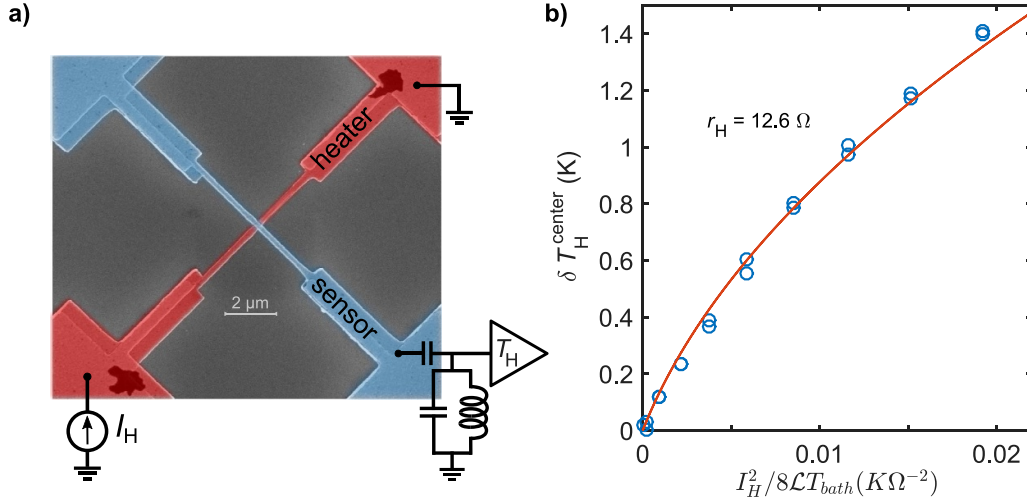 a)
heater
sensor
2 μm
T_H
I_H
b)
δ T_H^center (K)
1.4
1.2
1
0.8
0.6
0.4
0.2
0
r_H = 12.6 Ω
0
0.01
0.02
I_H^2/8ℒT_bath(KΩ^-2)